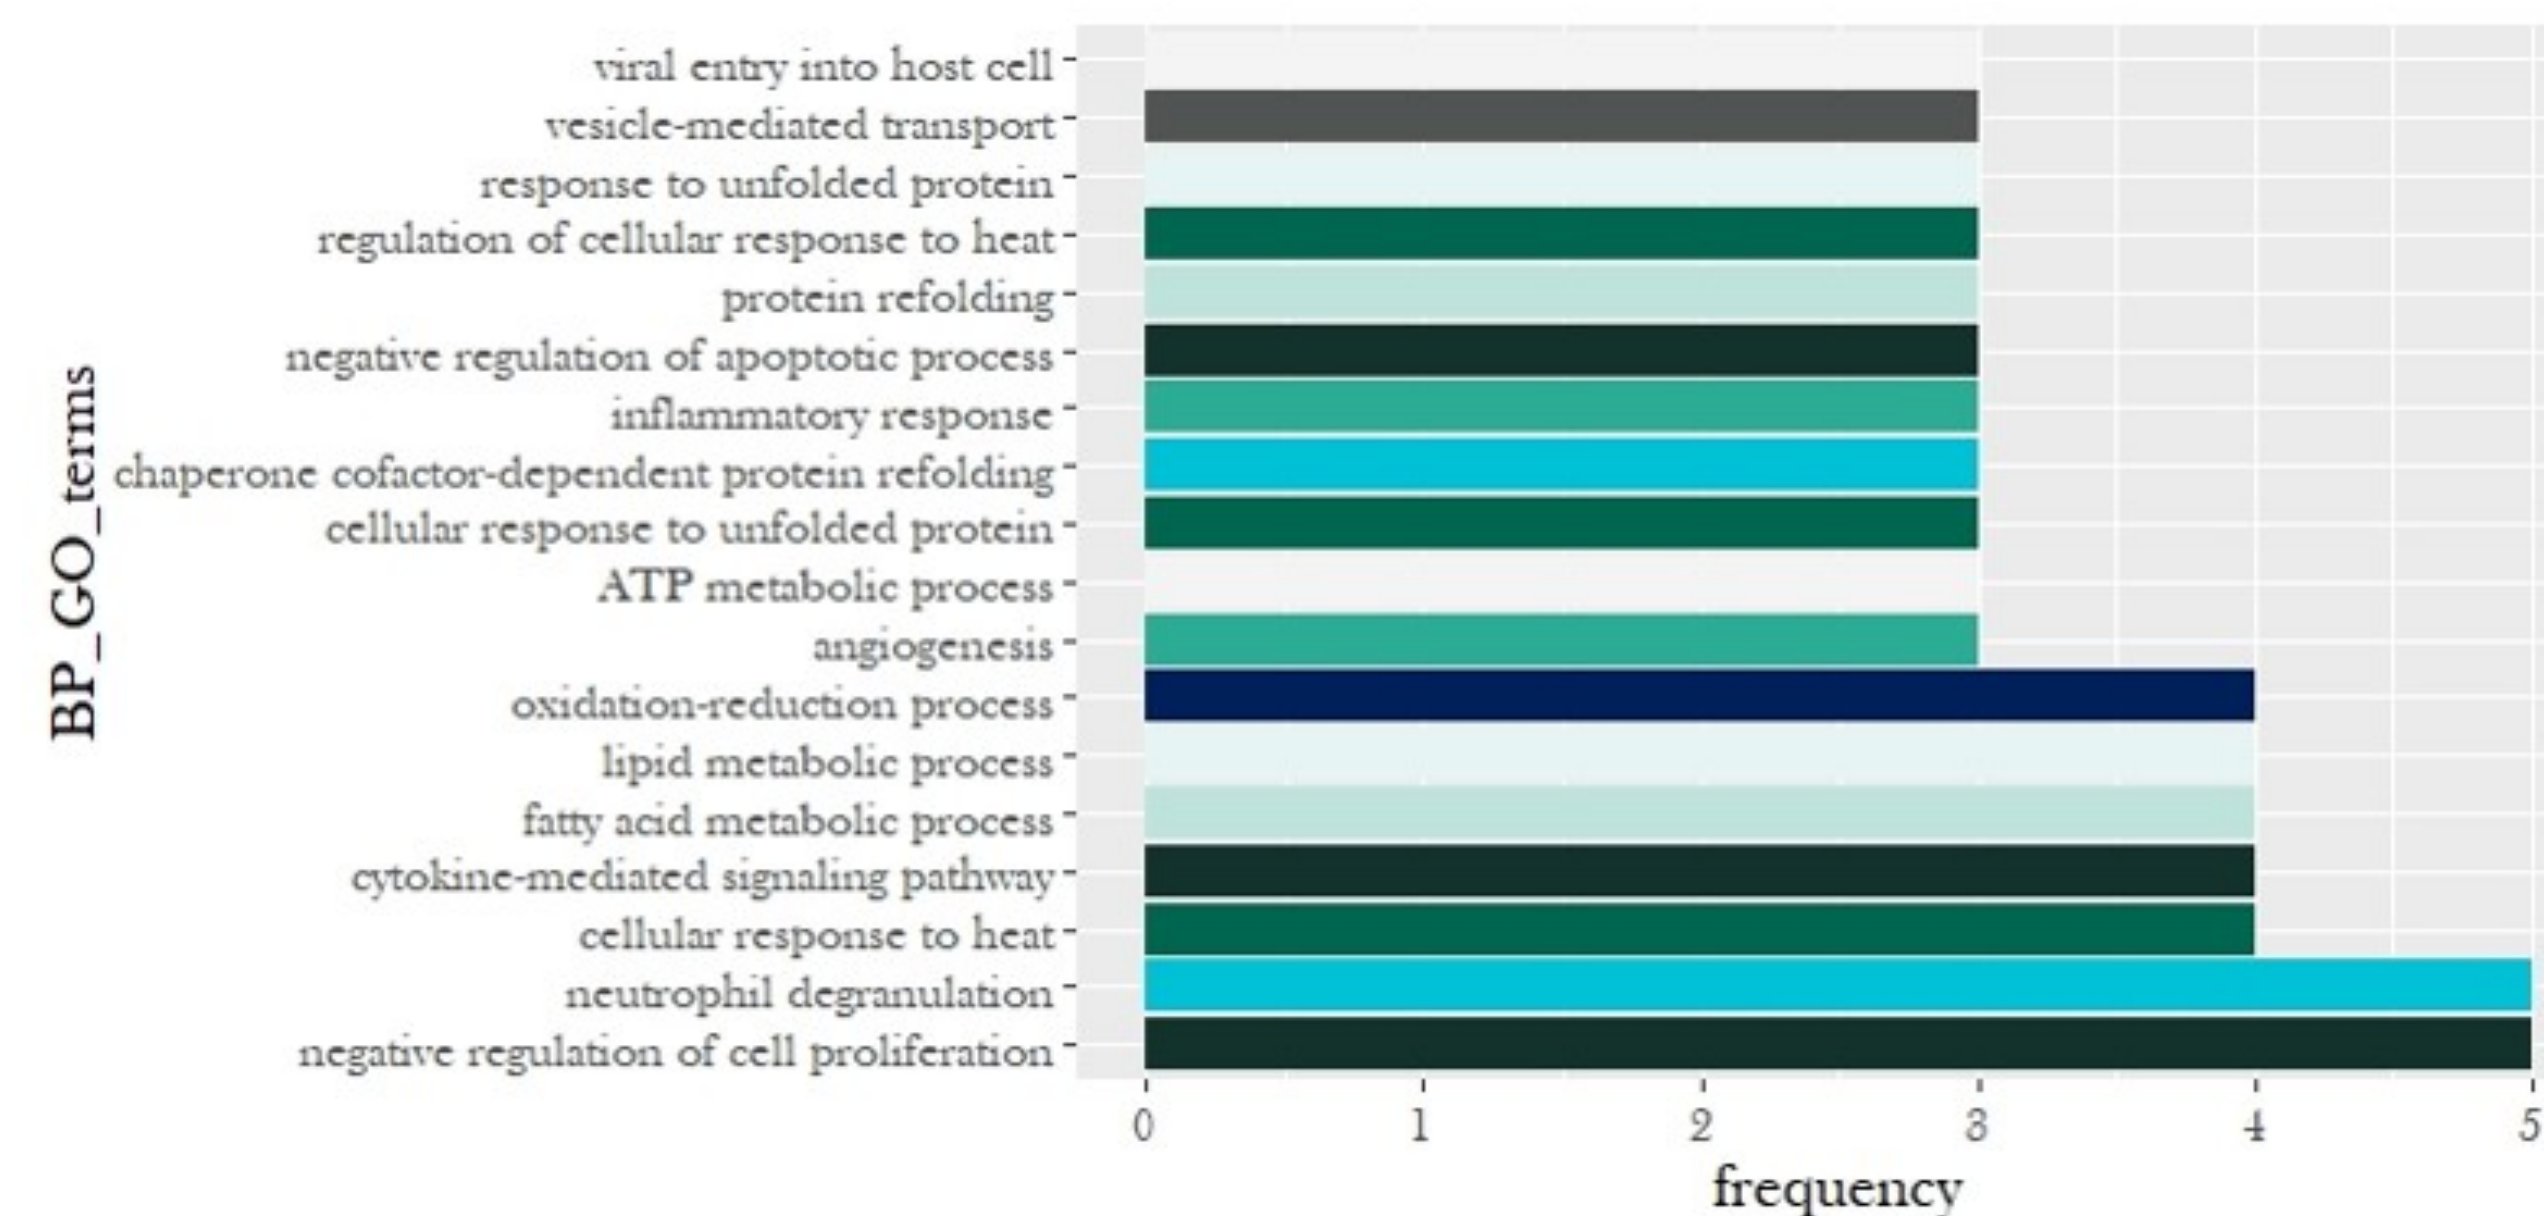 viral entry into host cell
vesicle-mediated transport
response to unfolded protein
regulation of cellular response to heat
protein refolding
negative regulation of apoptotic process
inflammatory response
chaperone cofactor-dependent protein refolding
cellular response to unfolded protein
ATP metabolic process
angiogenesis
oxidation-reduction process
lipid metabolic process
fatty acid metabolic process
cytokine-mediated signaling pathway
cellular response to heat
neutrophil degranulation
negative regulation of cell proliferation
BP_GO_terms
0 1 2 3 4 5
frequency